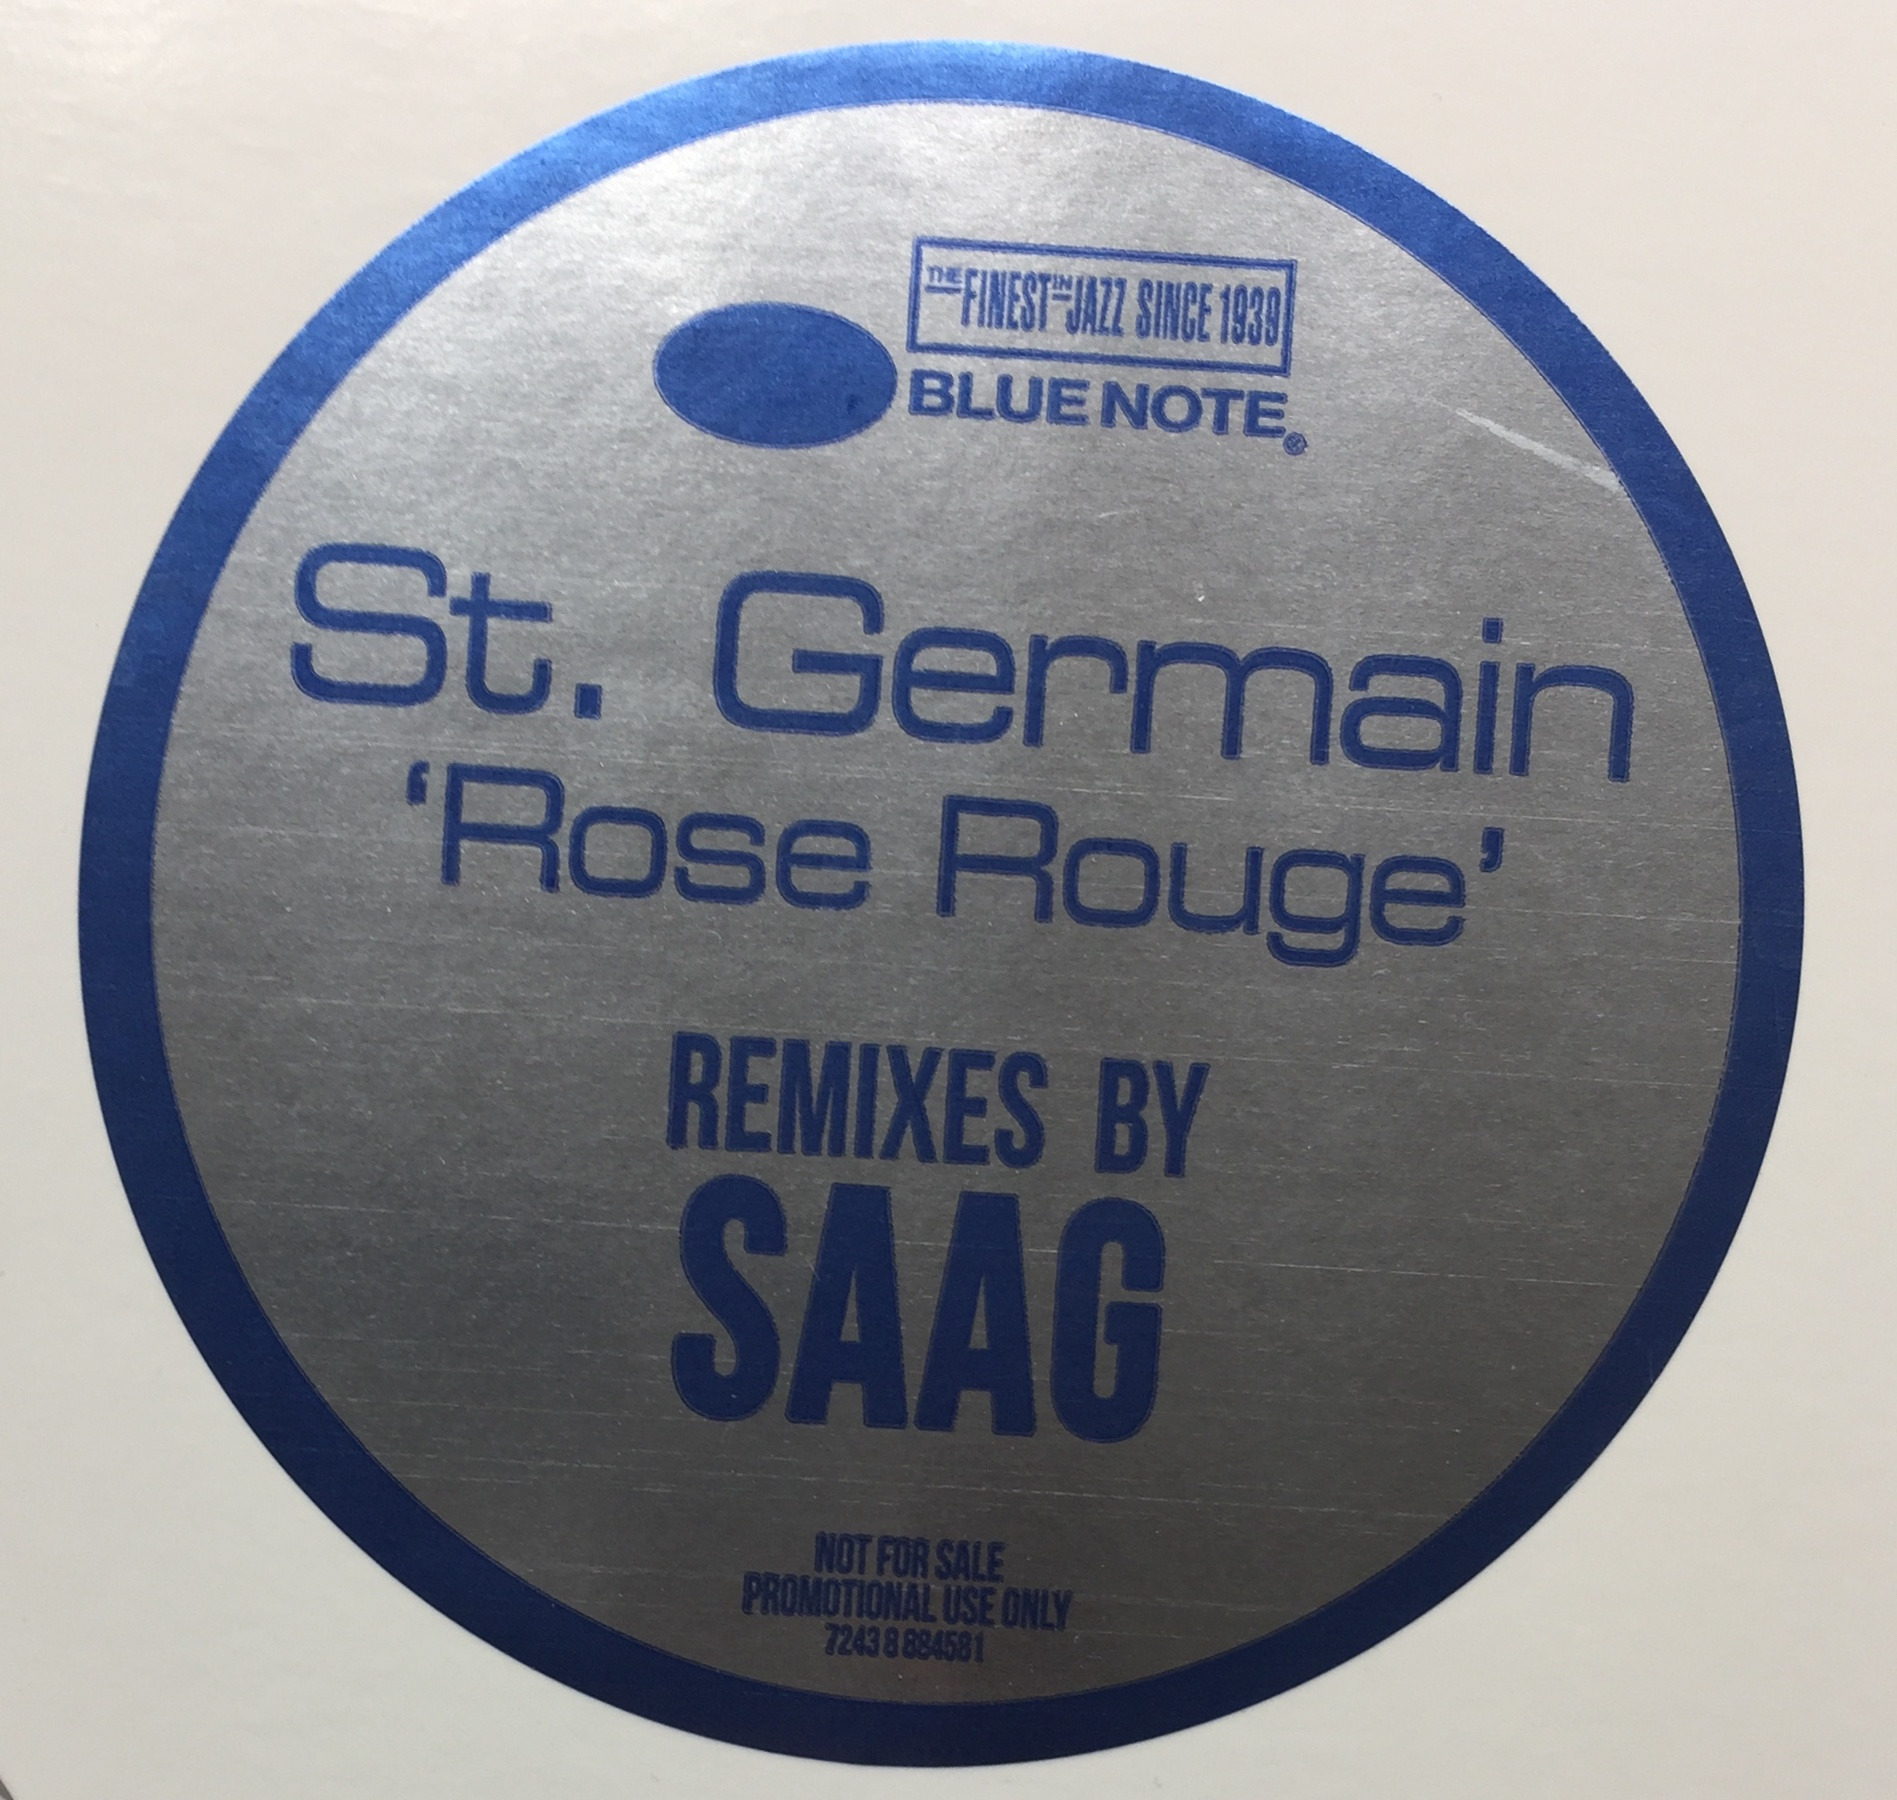 THE FINEST IN JAZZ SINCE 1939
BLUE NOTE®
St. Germain
‘Rose Rouge’
REMIXES BY
SAAG
NOT FOR SALE
PROMOTIONAL USE ONLY
7243 8 884581